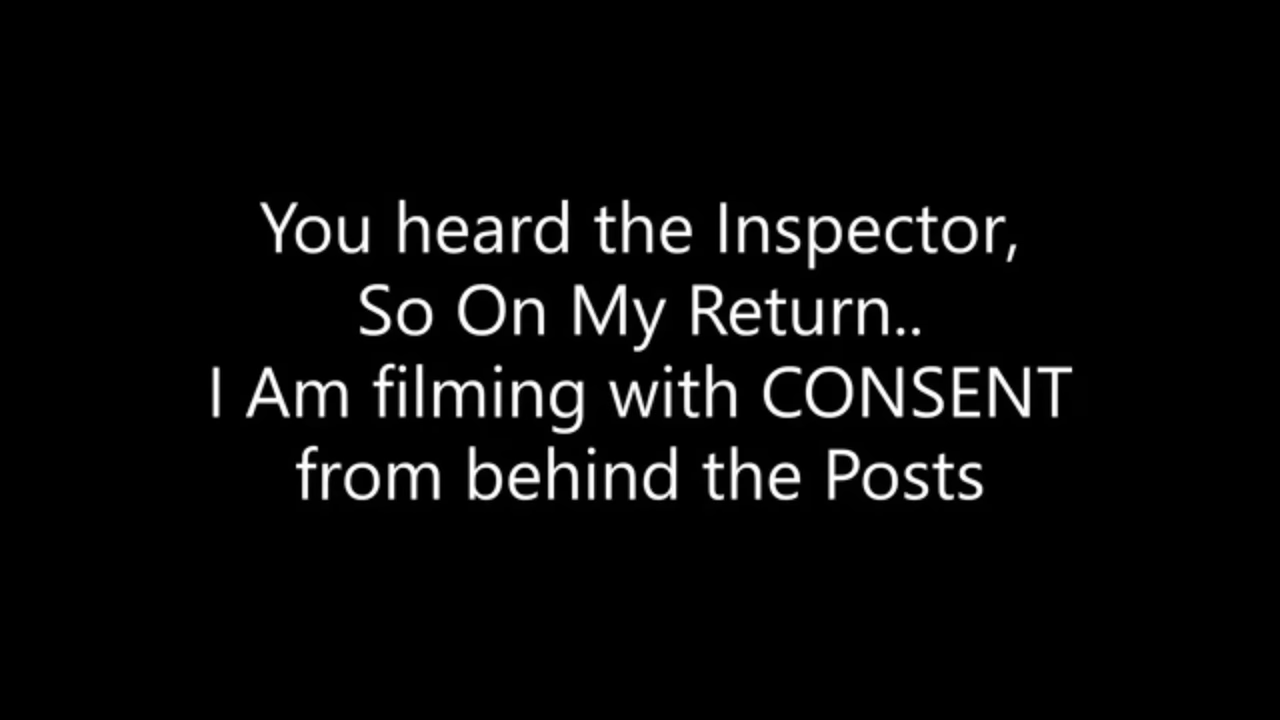 You heard the Inspector,
So On My Return..
I Am filming with CONSENT
from behind the Posts